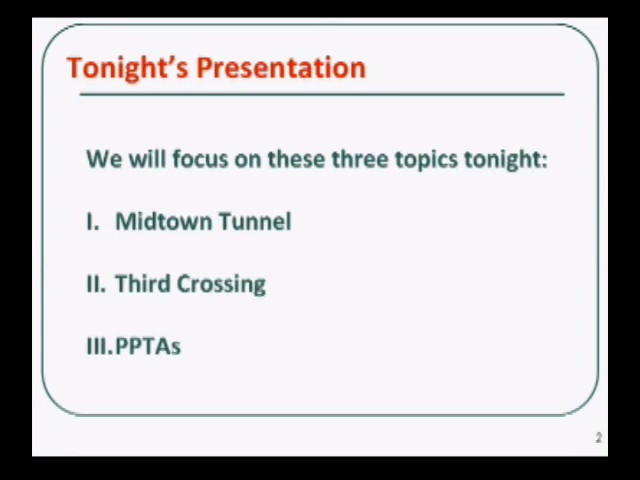 Tonight's Presentation
We will focus on these three topics tonight:
I. Midtown Tunnel
II. Third Crossing
III.PPTAs
2